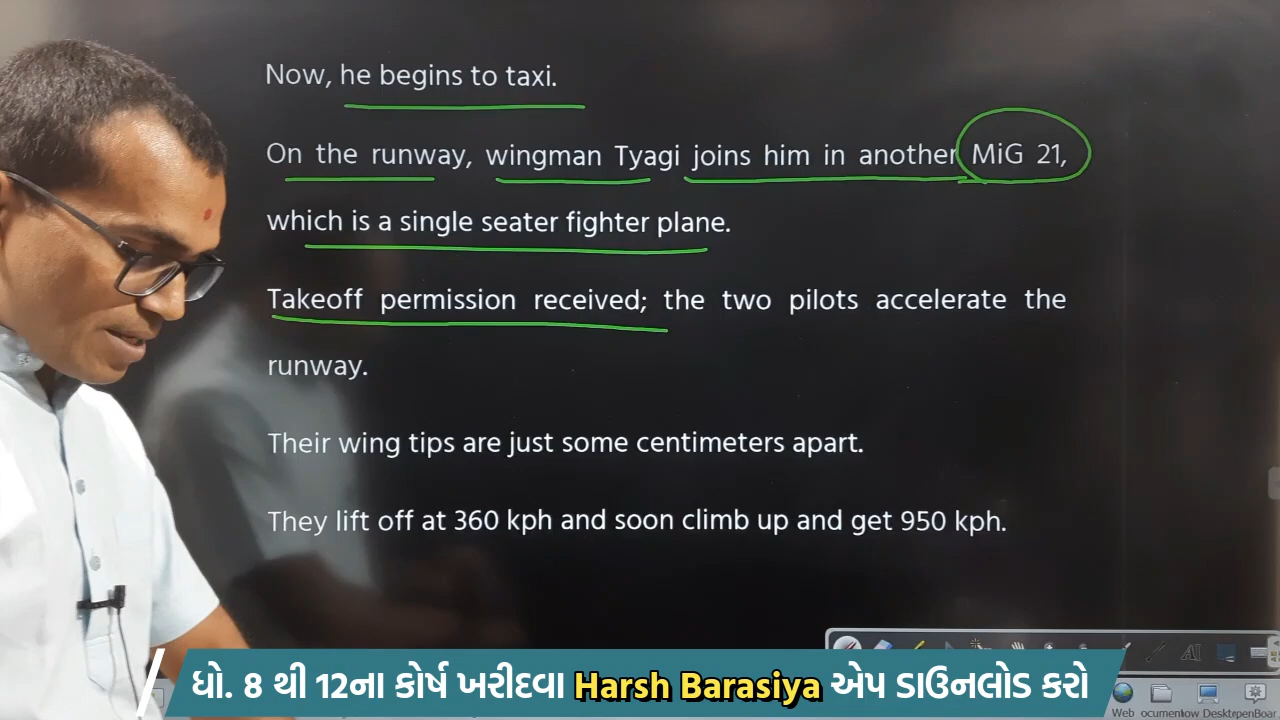 Now, he begins to taxi.
On the runway, wingman Tyagi joins him in another MiG 21,
which is a single seater fighter plane.
Takeoff permission received; the two pilots accelerate the
runway.
Their wing tips are just some centimeters apart.
They lift off at 360 kph and soon climb up and get 950 kph.
ધો. 8 થી 12ના કોર્ષ ખરીદવા Harsh Barasiya એપ ડાઉનલોડ કરો
Web